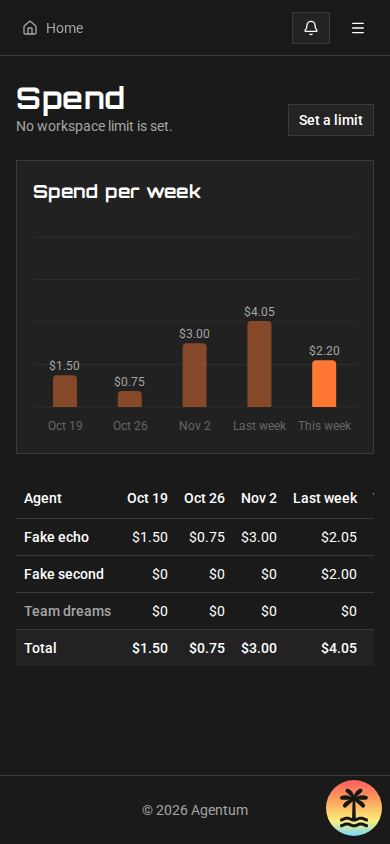 Home
Spend
No workspace limit is set.
Set a limit
Spend per week
$1.50
$0.75
$3.00
$4.05
$2.20
Oct 19 Oct 26 Nov 2 Last week This week
Agent Oct 19 Oct 26 Nov 2 Last week
Fake echo $1.50 $0.75 $3.00 $2.05
Fake second $0 $0 $0 $2.00
Team dreams $0 $0 $0 $0
Total $1.50 $0.75 $3.00 $4.05
© 2026 Agentum